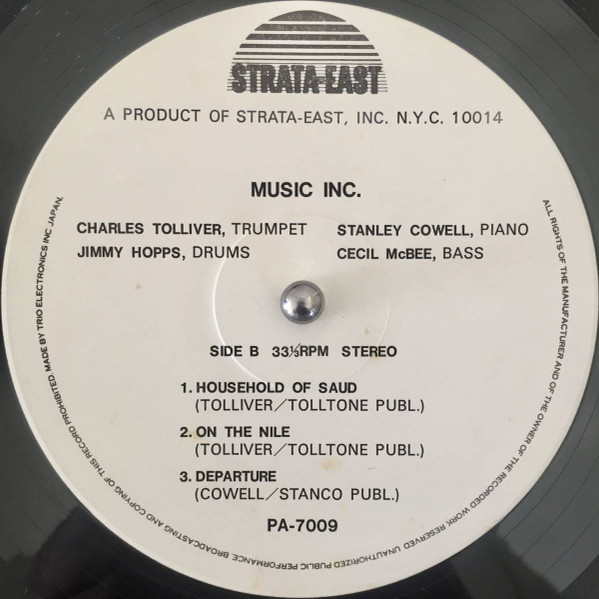 STRATA-EAST
A PRODUCT OF STRATA-EAST, INC. N.Y.C. 10014
MUSIC INC.
CHARLES TOLLIVER, TRUMPET STANLEY COWELL, PIANO
JIMMY HOPPS, DRUMS CECIL McBEE, BASS
SIDE B 33⅓RPM STEREO
1. HOUSEHOLD OF SAUD
(TOLLIVER/TOLLTONE PUBL.)
2. ON THE NILE
(TOLLIVER/TOLLTONE PUBL.)
3. DEPARTURE
(COWELL/STANCO PUBL.)
PA-7009
ALL RIGHTS OF THE MANUFACTURER AND OF THE OWNER OF THE RECORDED WORK RESERVED. UNAUTHORIZED PUBLIC PERFORMANCE. BROADCASTING AND COPYING OF THIS RECORD PROHIBITED. MADE BY TRIO ELECTRONICS INC JAPAN.